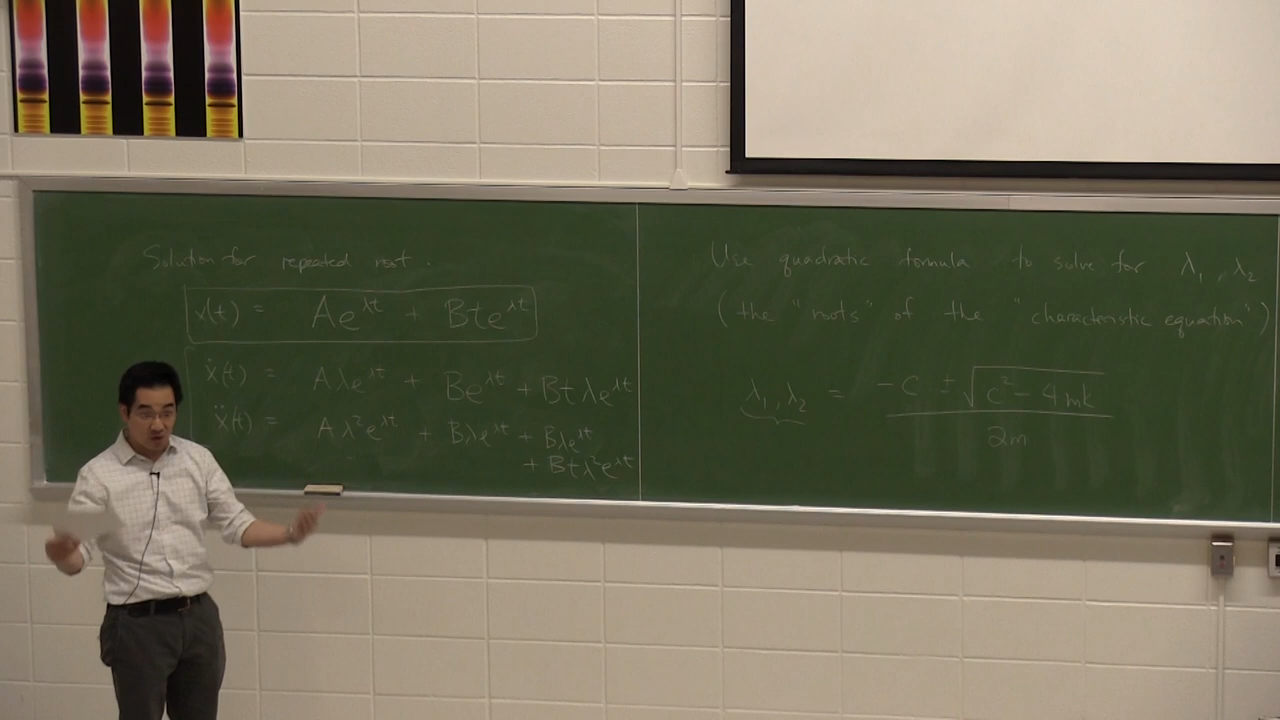 Solution for repeated root.
x(t) = Ae^λt + Bte^λt
ẋ(t) = Aλe^λt + Be^λt + Btλe^λt
ẍ(t) = Aλ²e^λt + Bλe^λt + Bλe^λt
+ Btλ²e^λt
Use quadratic formula to solve for λ₁, λ₂
(the "roots" of the "characteristic equation")
λ₁, λ₂ = -c ± √(c² - 4mk)
2m